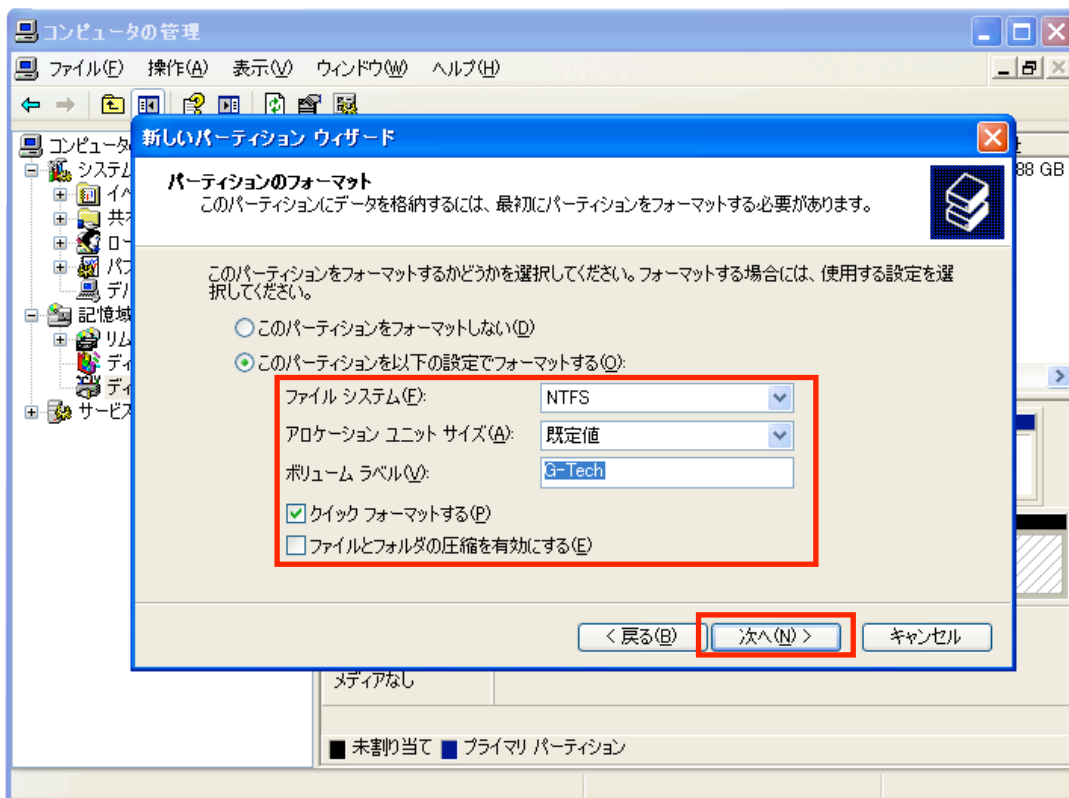 コンピュータの管理
ファイル(F) 操作(A) 表示(V) ウィンドウ(W) ヘルプ(H)
新しいパーティション ウィザード
パーティションのフォーマット
このパーティションにデータを格納するには、最初にパーティションをフォーマットする必要があります。
このパーティションをフォーマットするかどうかを選択してください。フォーマットする場合には、使用する設定を選
択してください。
このパーティションをフォーマットしない(D)
このパーティションを以下の設定でフォーマットする(O):
ファイル システム(F): NTFS
アロケーション ユニット サイズ(A): 既定値
ボリューム ラベル(V): G-Tech
クイック フォーマットする(P)
ファイルとフォルダの圧縮を有効にする(E)
< 戻る(B) 次へ(N) > キャンセル
コンピュータ
システム
イベ
共有
ロー
パフ
デバ
記憶域
リム
ディ
ディ
サービス
88 GB
メディアなし
未割り当て プライマリ パーティション